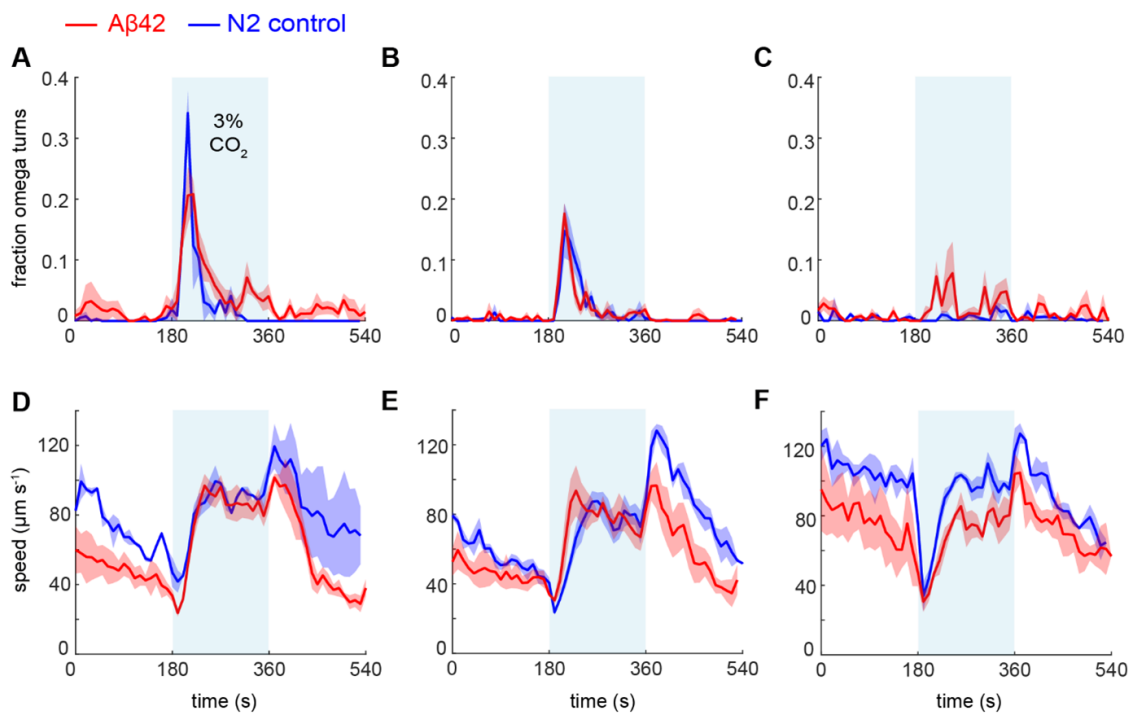 Aβ42 N2 control
A B C
0.4 0.4 0.4
fraction omega turns
0.3 0.3 0.3
3%
CO₂
0.2 0.2 0.2
0.1 0.1 0.1
0 0 0
0 180 360 540 0 180 360 540 0 180 360 540
D E F
speed (µm s⁻¹)
120 120 120
80 80 80
40 40 40
0 0 0
0 180 360 540 0 180 360 540 0 180 360 540
time (s) time (s) time (s)